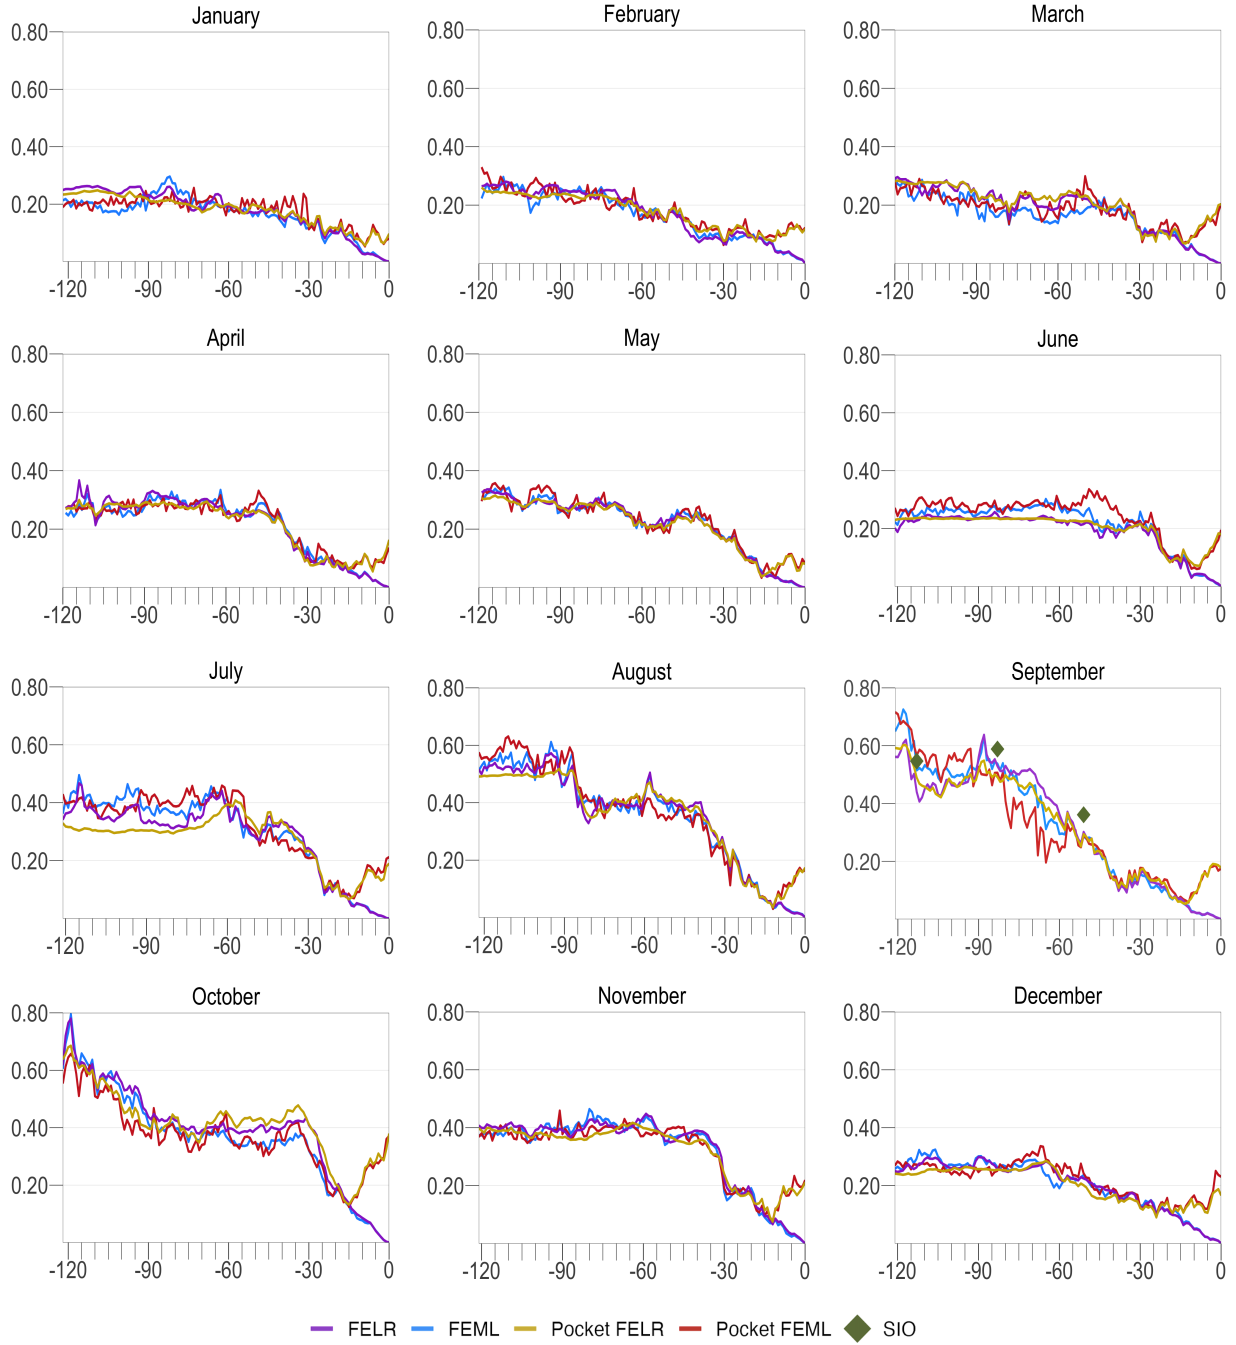 January February March
0.80 0.80 0.80
0.60 0.60 0.60
0.40 0.40 0.40
0.20 0.20 0.20
-120 -90 -60 -30 0 -120 -90 -60 -30 0 -120 -90 -60 -30 0
April May June
0.80 0.80 0.80
0.60 0.60 0.60
0.40 0.40 0.40
0.20 0.20 0.20
-120 -90 -60 -30 0 -120 -90 -60 -30 0 -120 -90 -60 -30 0
July August September
0.80 0.80 0.80
0.60 0.60 0.60
0.40 0.40 0.40
0.20 0.20 0.20
-120 -90 -60 -30 0 -120 -90 -60 -30 0 -120 -90 -60 -30 0
October November December
0.80 0.80 0.80
0.60 0.60 0.60
0.40 0.40 0.40
0.20 0.20 0.20
-120 -90 -60 -30 0 -120 -90 -60 -30 0 -120 -90 -60 -30 0
FELR FEML Pocket FELR Pocket FEML SIO